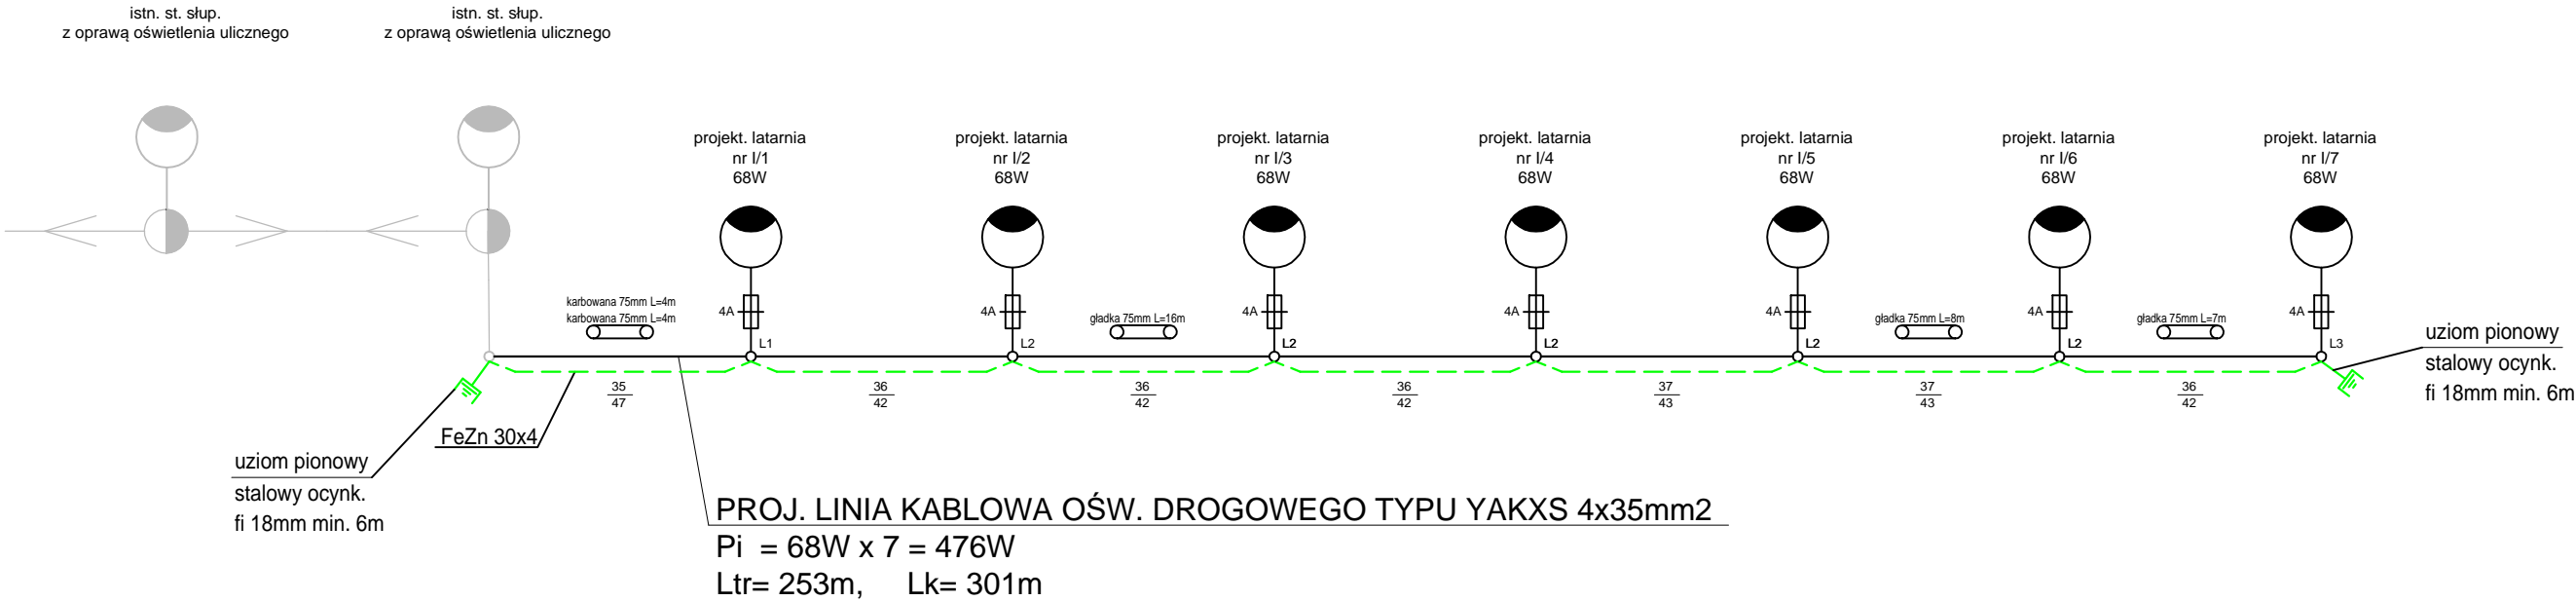 istn. st. słup.
z oprawą oświetlenia ulicznego
istn. st. słup.
z oprawą oświetlenia ulicznego
projekt. latarnia
nr I/1
68W
projekt. latarnia
nr I/2
68W
projekt. latarnia
nr I/3
68W
projekt. latarnia
nr I/4
68W
projekt. latarnia
nr I/5
68W
projekt. latarnia
nr I/6
68W
projekt. latarnia
nr I/7
68W
karbowana 75mm L=4m
karbowana 75mm L=4m
4A
4A
gładka 75mm L=16m
4A
4A
4A
gładka 75mm L=8m
4A
gładka 75mm L=7m
4A
L1
L2
L2
L2
L2
L2
L3
uziom pionowy
stalowy ocynk.
fi 18mm min. 6m
35
47
36
42
36
42
36
42
37
43
37
43
36
42
FeZn 30x4
uziom pionowy
stalowy ocynk.
fi 18mm min. 6m
PROJ. LINIA KABLOWA OŚW. DROGOWEGO TYPU YAKXS 4x35mm2
Pi = 68W x 7 = 476W
Ltr= 253m, Lk= 301m